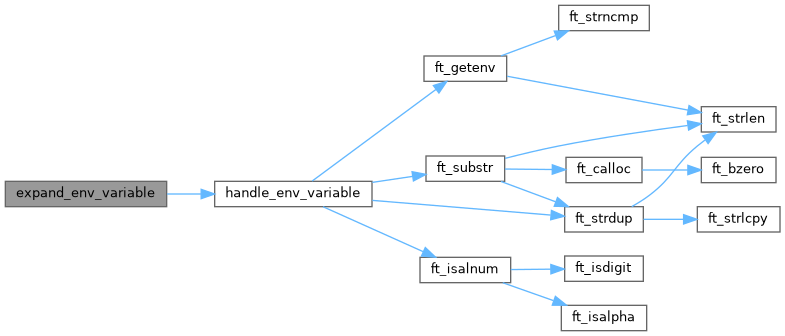 expand_env_variable
handle_env_variable
ft_getenv
ft_strncmp
ft_strlen
ft_substr
ft_calloc
ft_bzero
ft_strdup
ft_strlcpy
ft_isalnum
ft_isdigit
ft_isalpha